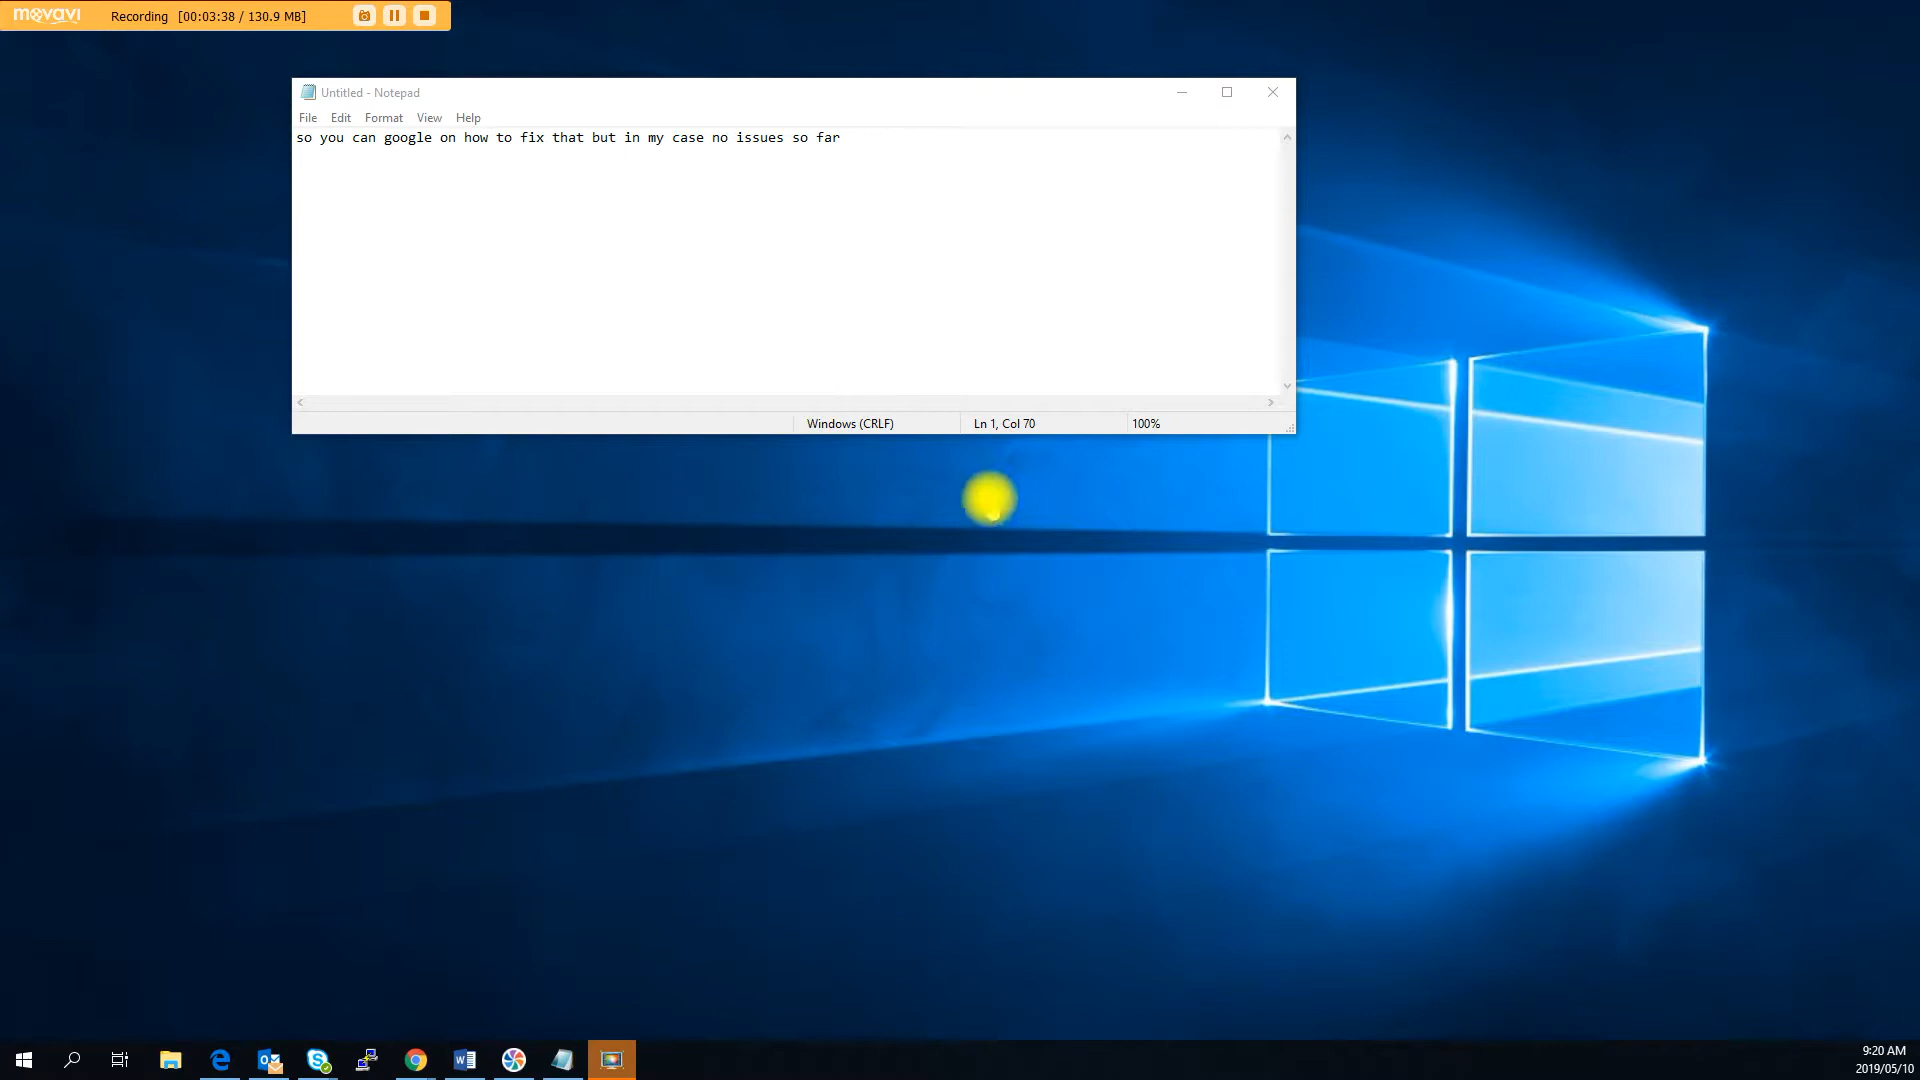 movavi Recording [00:03:38 / 130.9 MB]
Untitled - Notepad
File Edit Format View Help
so you can google on how to fix that but in my case no issues so far
Windows (CRLF) Ln 1, Col 70 100%
9:20 AM
2019/05/10